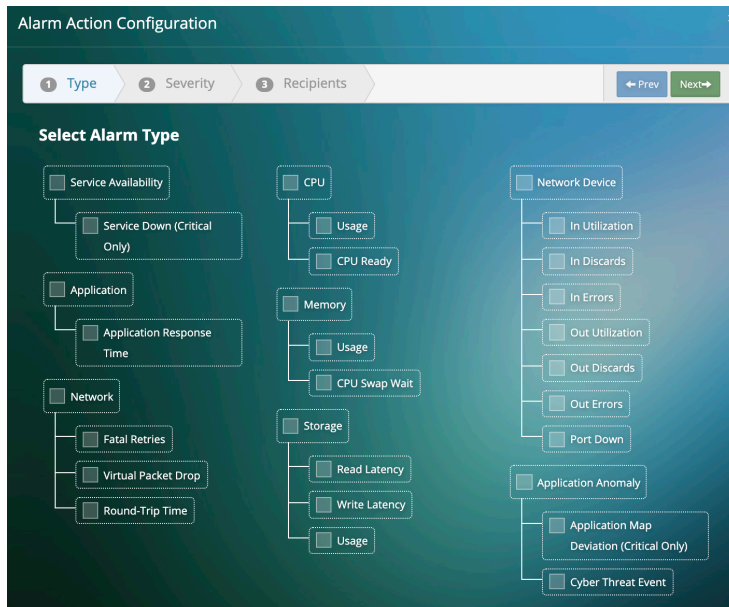 Alarm Action Configuration
1 Type
2 Severity
3 Recipients
Prev
Next
Select Alarm Type
Service Availability
Service Down (Critical
Only)
Application
Application Response
Time
Network
Fatal Retries
Virtual Packet Drop
Round-Trip Time
CPU
Usage
CPU Ready
Memory
Usage
CPU Swap Wait
Storage
Read Latency
Write Latency
Usage
Network Device
In Utilization
In Discards
In Errors
Out Utilization
Out Discards
Out Errors
Port Down
Application Anomaly
Application Map
Deviation (Critical Only)
Cyber Threat Event